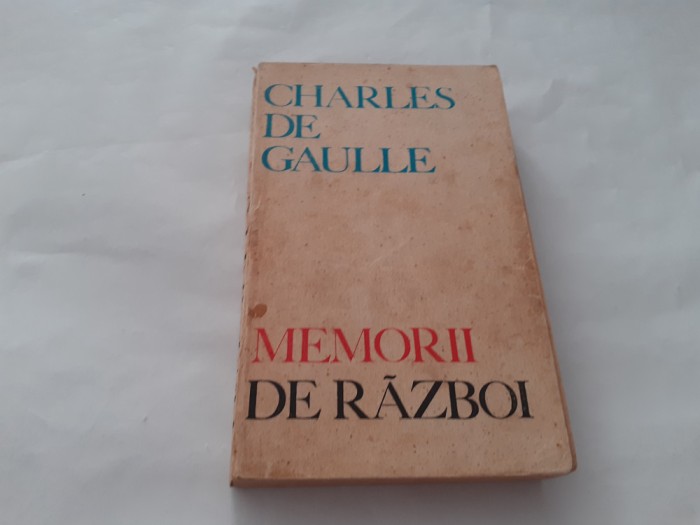 CHARLES
DE
GAULLE
MEMORII
DE RĂZBOI